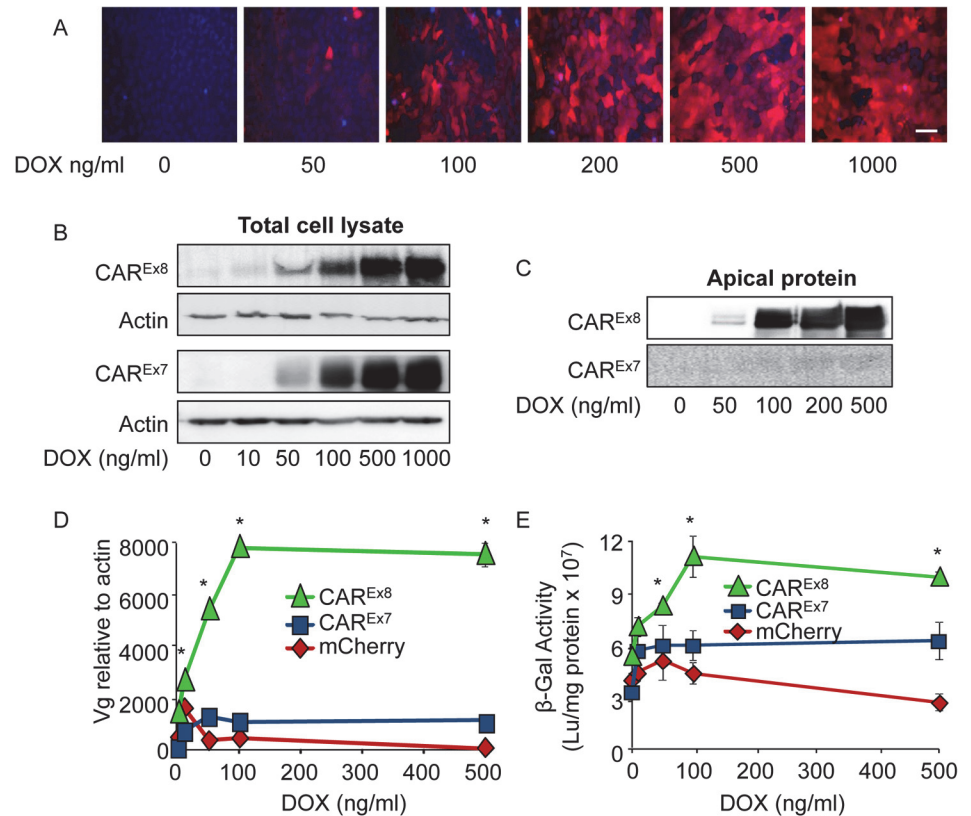 A
DOX ng/ml 0 50 100 200 500 1000
B
Total cell lysate
CAR^Ex8
Actin
CAR^Ex7
Actin
DOX (ng/ml) 0 10 50 100 500 1000
C
Apical protein
CAR^Ex8
CAR^Ex7
DOX (ng/ml) 0 50 100 200 500
D
Vg relative to actin
8000
6000
4000
2000
0
* * * *
CAR^Ex8
CAR^Ex7
mCherry
0 100 200 300 400 500
DOX (ng/ml)
E
β-Gal Activity
(Lu/mg protein x 10^7)
12
9
6
3
0
* * *
CAR^Ex8
CAR^Ex7
mCherry
0 100 200 300 400 500
DOX (ng/ml)